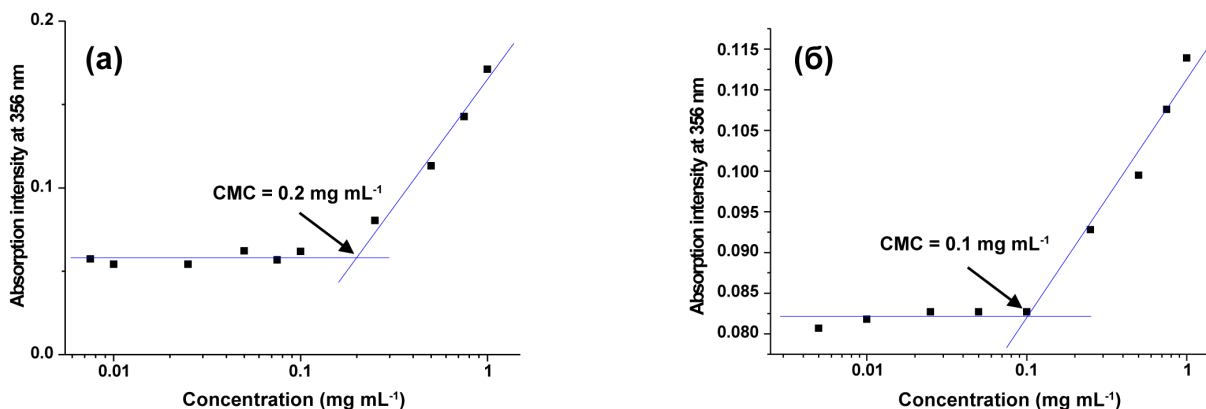 (а)
Absorption intensity at 356 nm
0.2
0.1
0.0
CMC = 0.2 mg mL⁻¹
0.01
0.1
1
Concentration (mg mL⁻¹)
(б)
Absorption intensity at 356 nm
0.115
0.110
0.105
0.100
0.095
0.090
0.085
0.080
CMC = 0.1 mg mL⁻¹
0.01
0.1
1
Concentration (mg mL⁻¹)